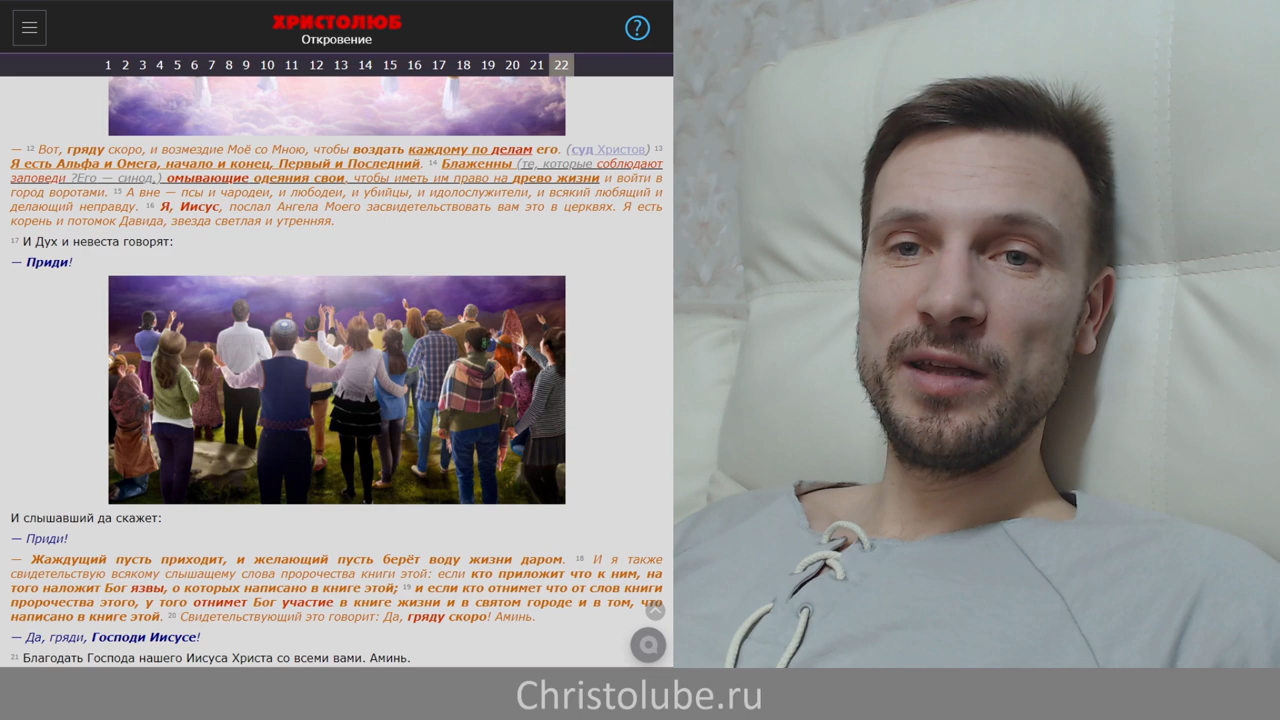 ХРИСТОЛЮБ
Откровение
?
1 2 3 4 5 6 7 8 9 10 11 12 13 14 15 16 17 18 19 20 21 22
— 12 Вот, гряду скоро, и возмездие Моё со Мною, чтобы воздать каждому по делам его. (суд Христов) 13
Я есть Альфа и Омега, начало и конец, Первый и Последний. 14 Блаженны (те, которые соблюдают
заповеди ?Его — синод.) омывающие одеяния свои, чтобы иметь им право на древо жизни и войти в
город воротами. 15 А вне — псы и чародеи, и любодеи, и убийцы, и идолослужители, и всякий любящий и
делающий неправду. 16 Я, Иисус, послал Ангела Моего засвидетельствовать вам это в церквях. Я есть
корень и потомок Давида, звезда светлая и утренняя.
17 И Дух и невеста говорят:
— Приди!
И слышавший да скажет:
— Приди!
— Жаждущий пусть приходит, и желающий пусть берёт воду жизни даром. 18 И я также
свидетельствую всякому слышащему слова пророчества книги этой: если кто приложит что к ним, на
того наложит Бог язвы, о которых написано в книге этой; 19 и если кто отнимет что от слов книги
пророчества этого, у того отнимет Бог участие в книге жизни и в святом городе и в том, что
написано в книге этой. 20 Свидетельствующий это говорит: Да, гряду скоро! Аминь.
— Да, гряди, Господи Иисусе!
21 Благодать Господа нашего Иисуса Христа со всеми вами. Аминь.
Christolube.ru